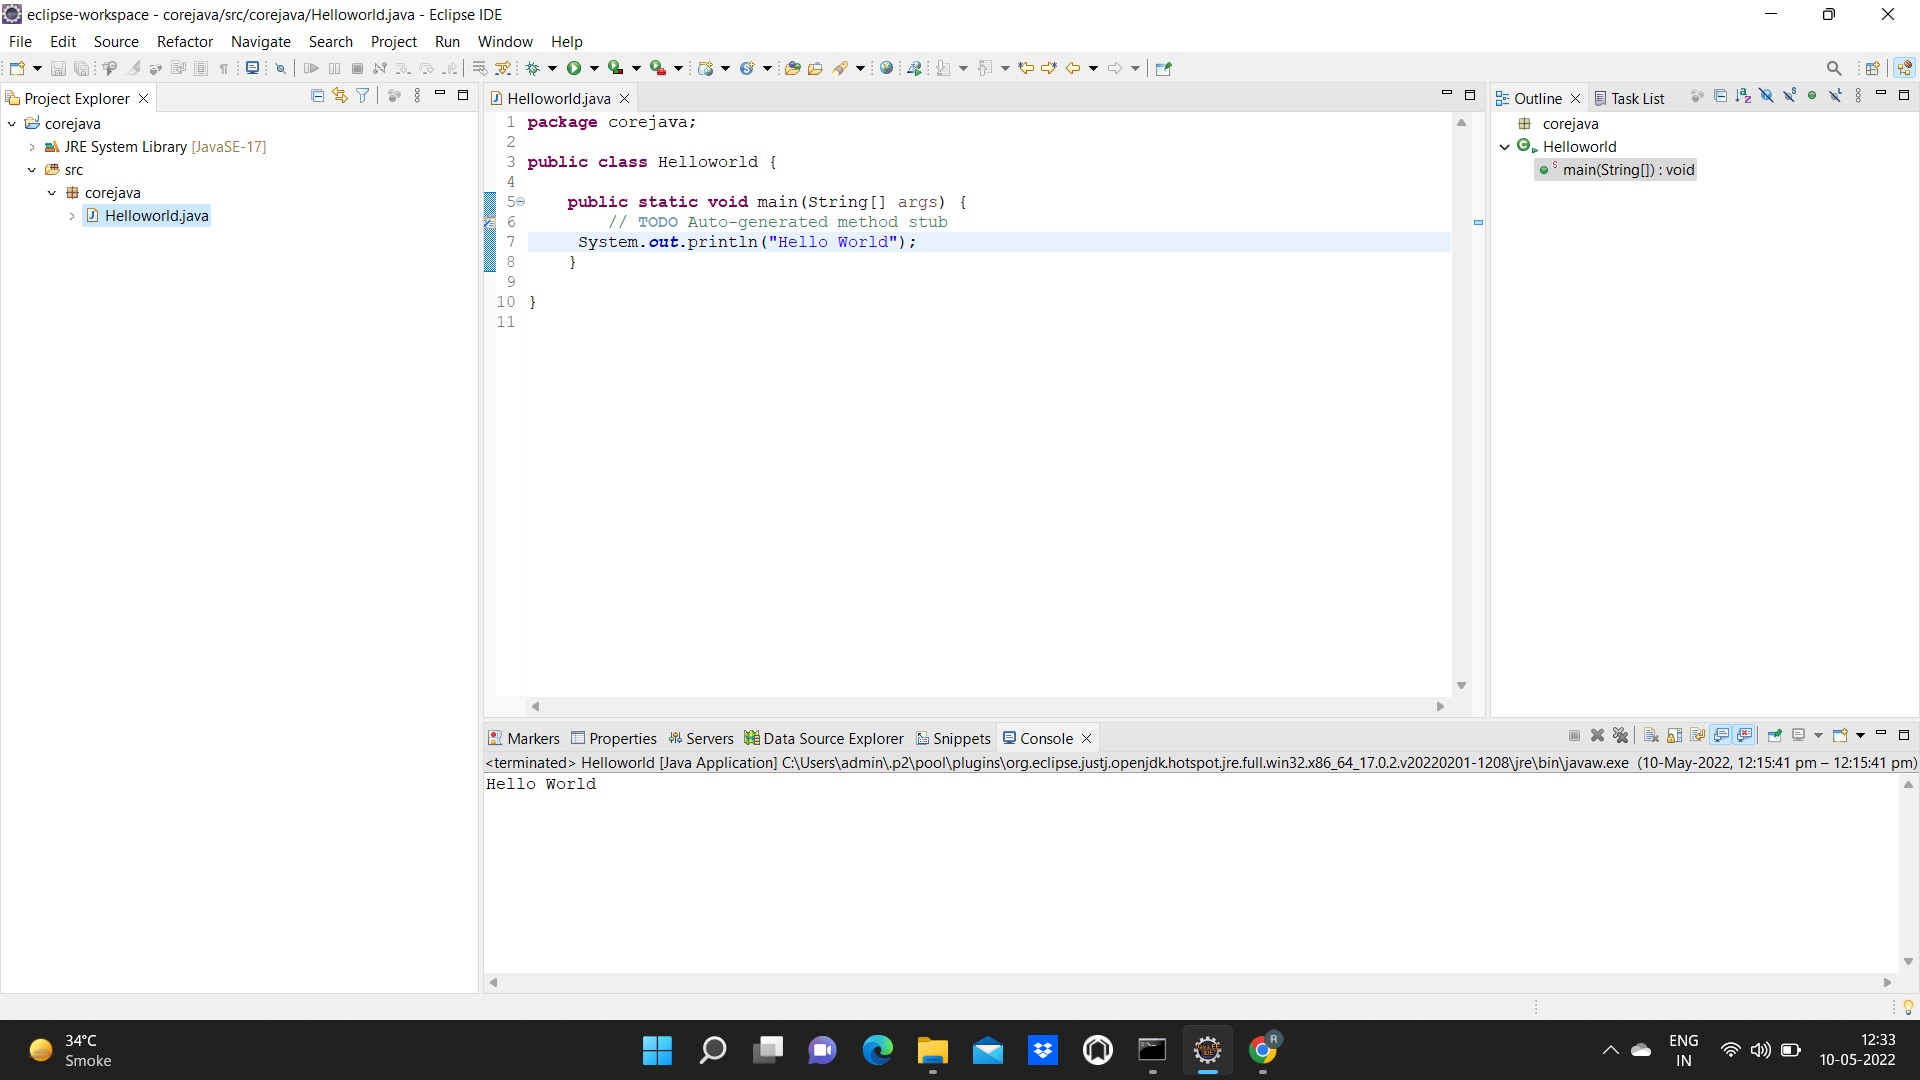 eclipse-workspace - corejava/src/corejava/Helloworld.java - Eclipse IDE
File Edit Source Refactor Navigate Search Project Run Window Help
Project Explorer
corejava
JRE System Library [JavaSE-17]
src
corejava
Helloworld.java
Helloworld.java
1 package corejava;
2
3 public class Helloworld {
4
5 public static void main(String[] args) {
6 // TODO Auto-generated method stub
7 System.out.println("Hello World");
8 }
9
10 }
11
Outline Task List
corejava
Helloworld
main(String[]) : void
Markers Properties Servers Data Source Explorer Snippets Console
<terminated> Helloworld [Java Application] C:\Users\admin\.p2\pool\plugins\org.eclipse.justj.openjdk.hotspot.jre.full.win32.x86_64_17.0.2.v20220201-1208\jre\bin\javaw.exe (10-May-2022, 12:15:41 pm – 12:15:41 pm)
Hello World
34°C
Smoke
R
ENG
IN
12:33
10-05-2022